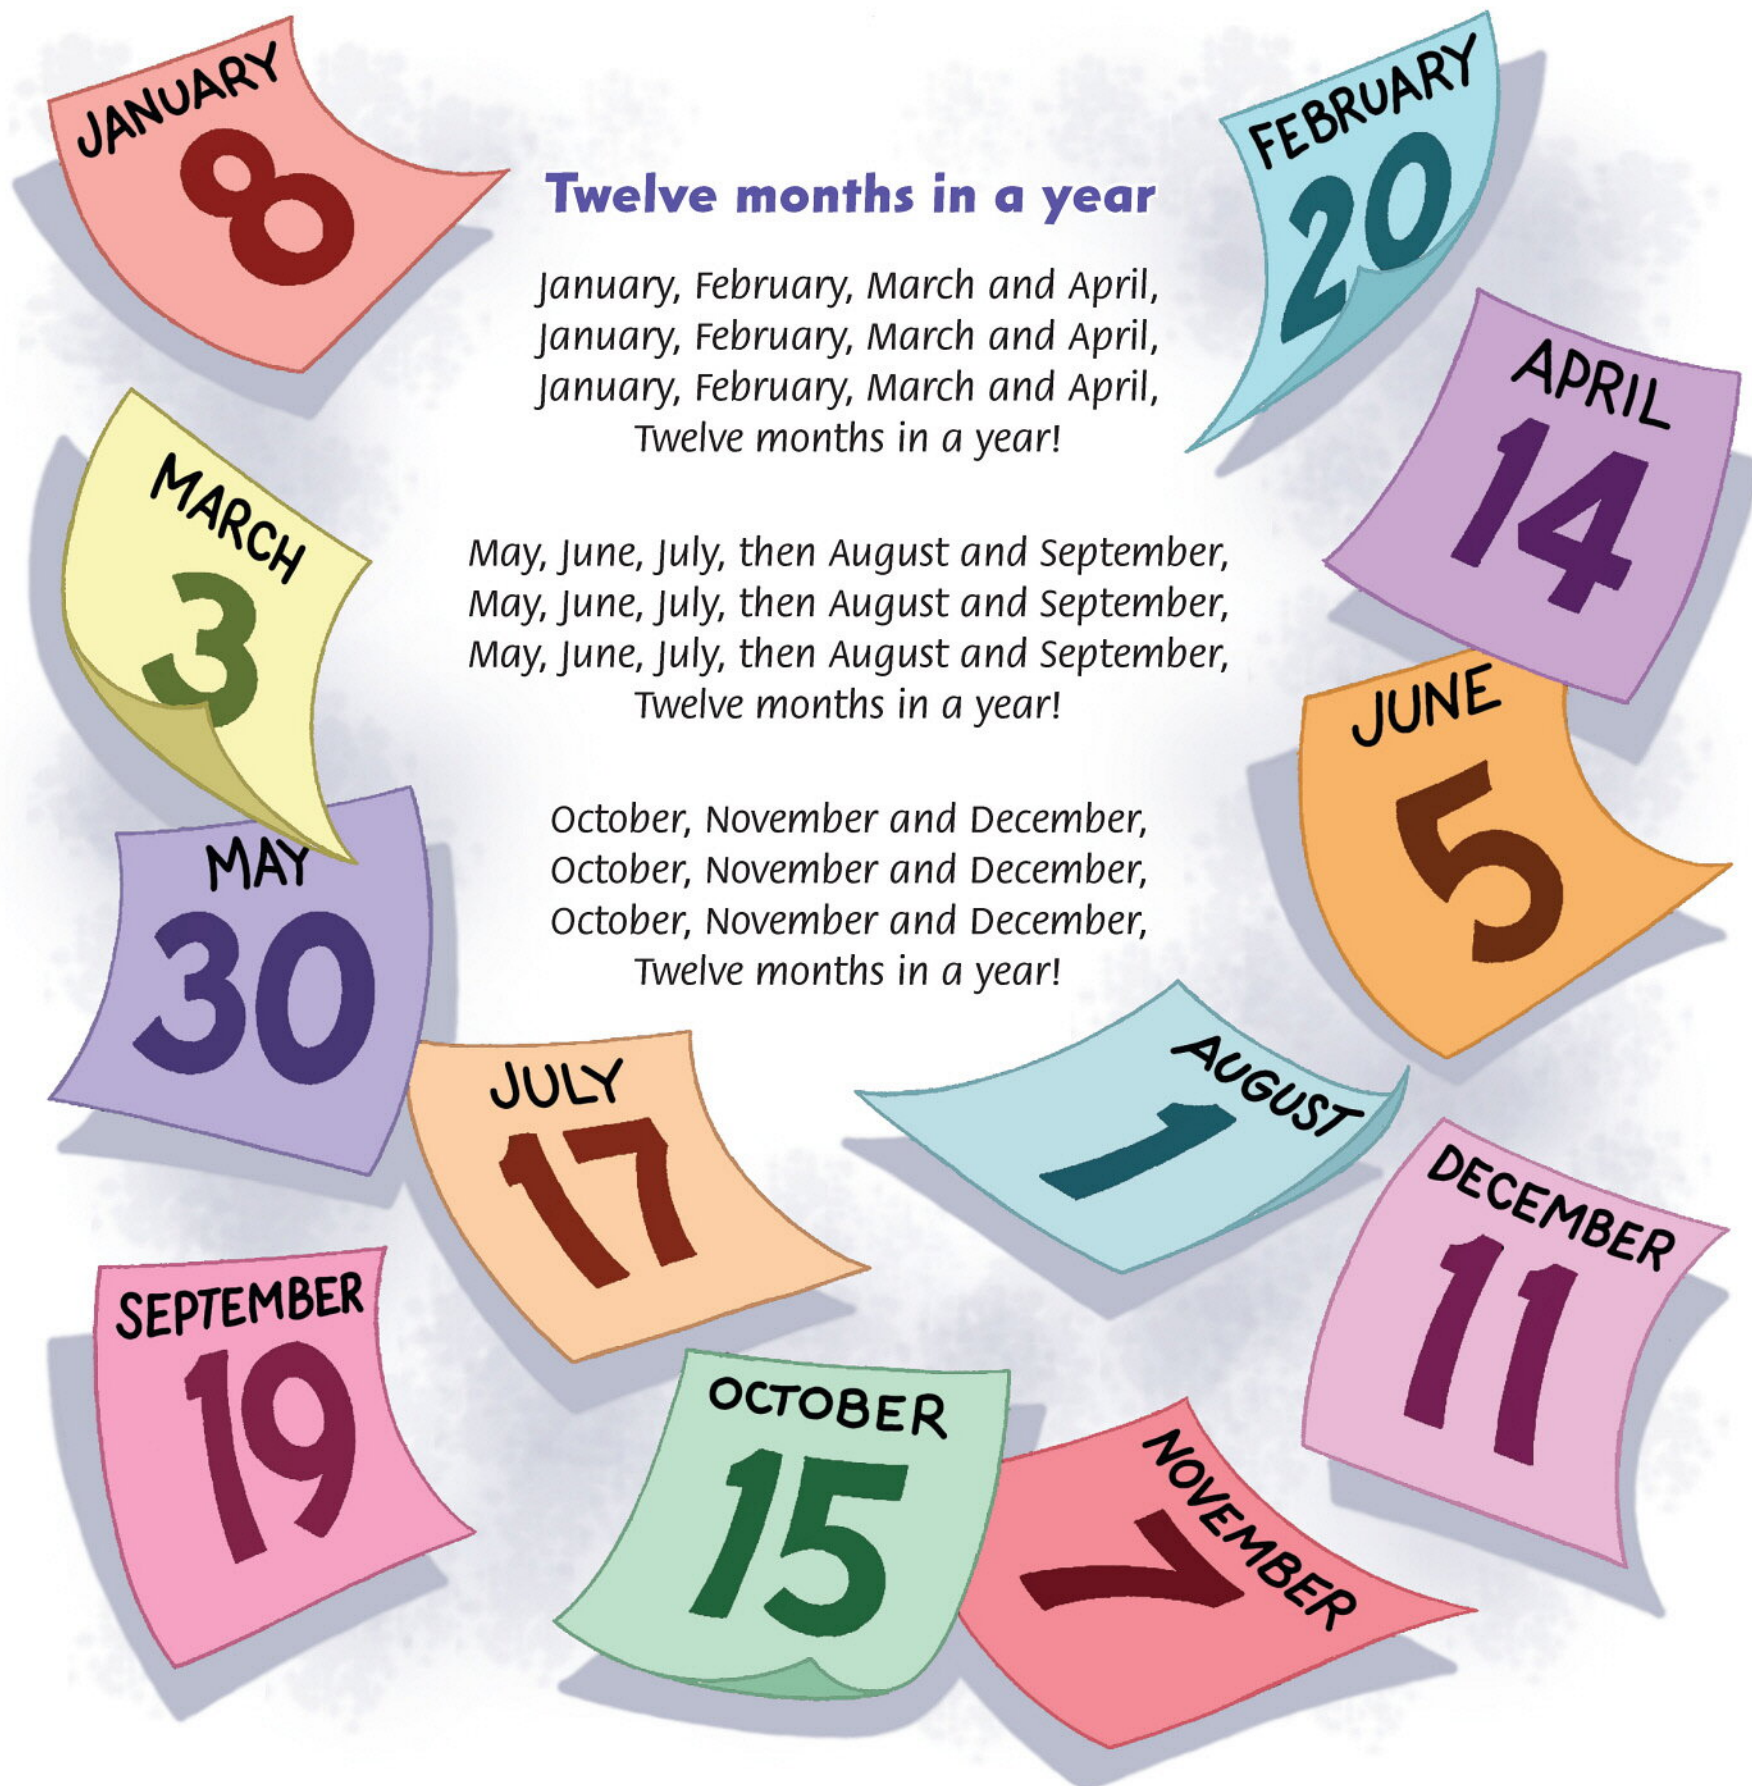 JANUARY
8
FEBRUARY
20
Twelve months in a year
January, February, March and April,
January, February, March and April,
January, February, March and April,
Twelve months in a year!
APRIL
14
MARCH
3
May, June, July, then August and September,
May, June, July, then August and September,
May, June, July, then August and September,
Twelve months in a year!
JUNE
5
October, November and December,
October, November and December,
October, November and December,
Twelve months in a year!
MAY
30
JULY
17
AUGUST
1
DECEMBER
11
SEPTEMBER
19
OCTOBER
15
NOVEMBER
7